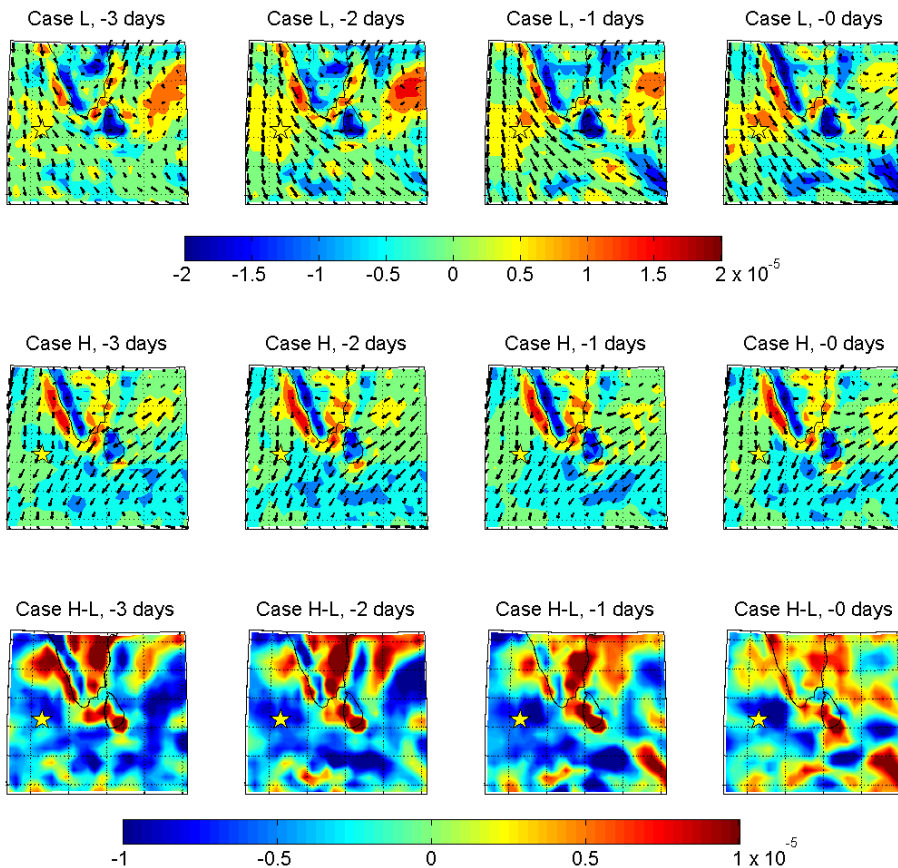 Case L, -3 days
Case L, -2 days
Case L, -1 days
Case L, -0 days
-2 -1.5 -1 -0.5 0 0.5 1 1.5 2 x 10⁻⁵
Case H, -3 days
Case H, -2 days
Case H, -1 days
Case H, -0 days
Case H-L, -3 days
Case H-L, -2 days
Case H-L, -1 days
Case H-L, -0 days
-1 -0.5 0 0.5 1 x 10⁻⁵